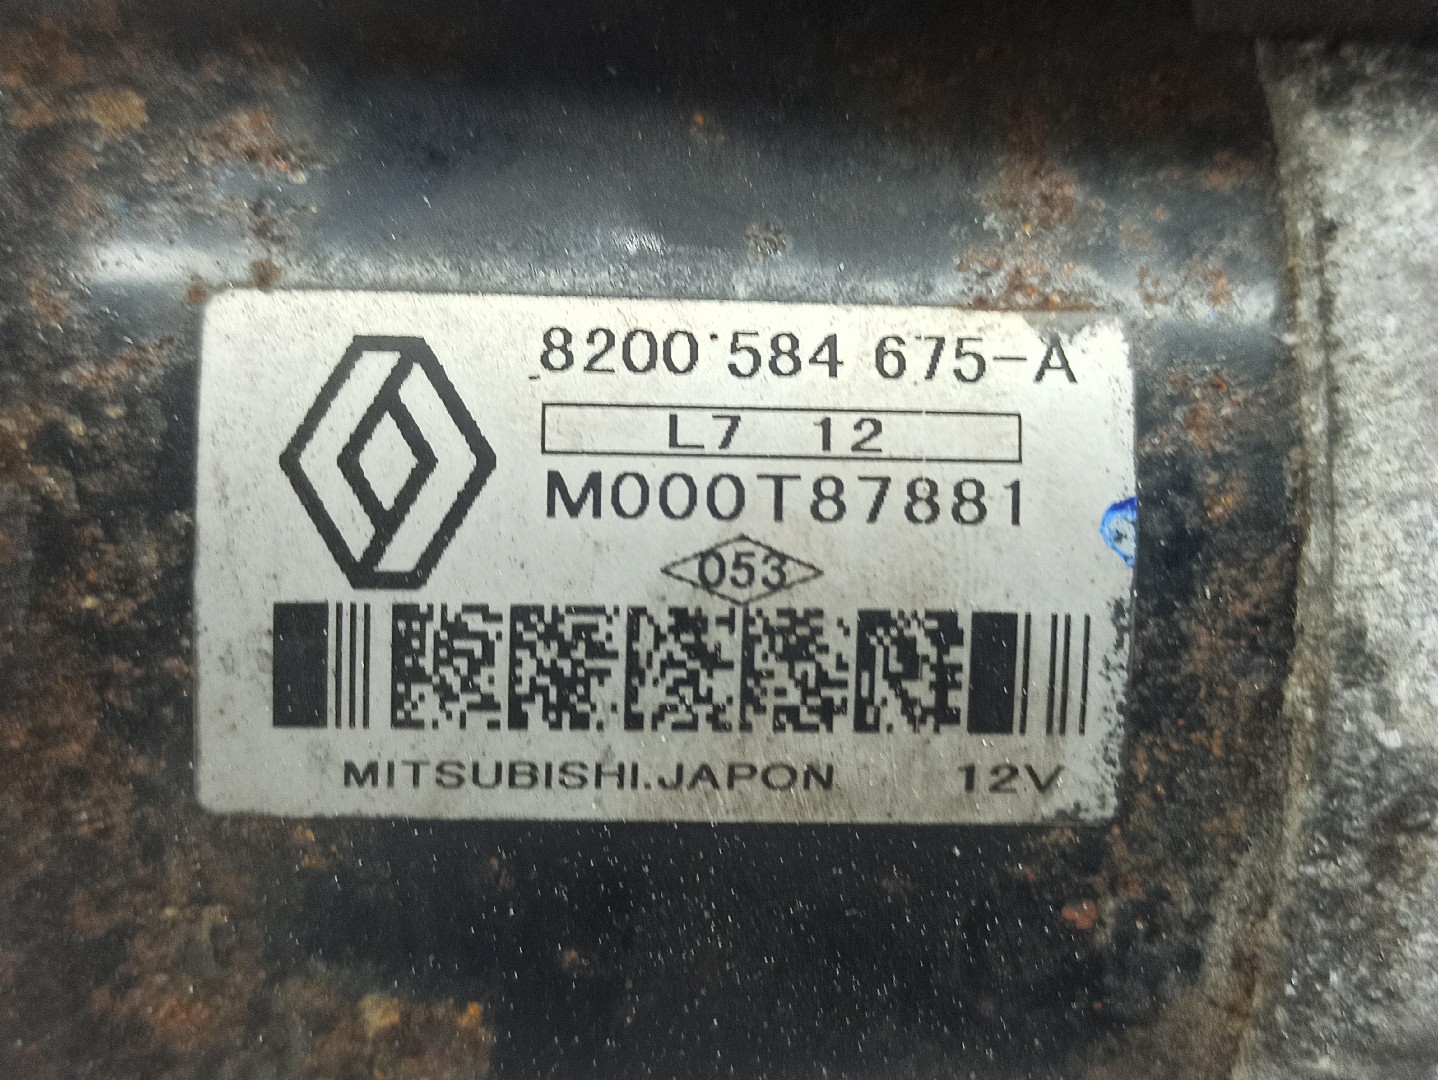 8200 584 675-A
L7 12
M000T87881
053
MITSUBISHI.JAPON 12V